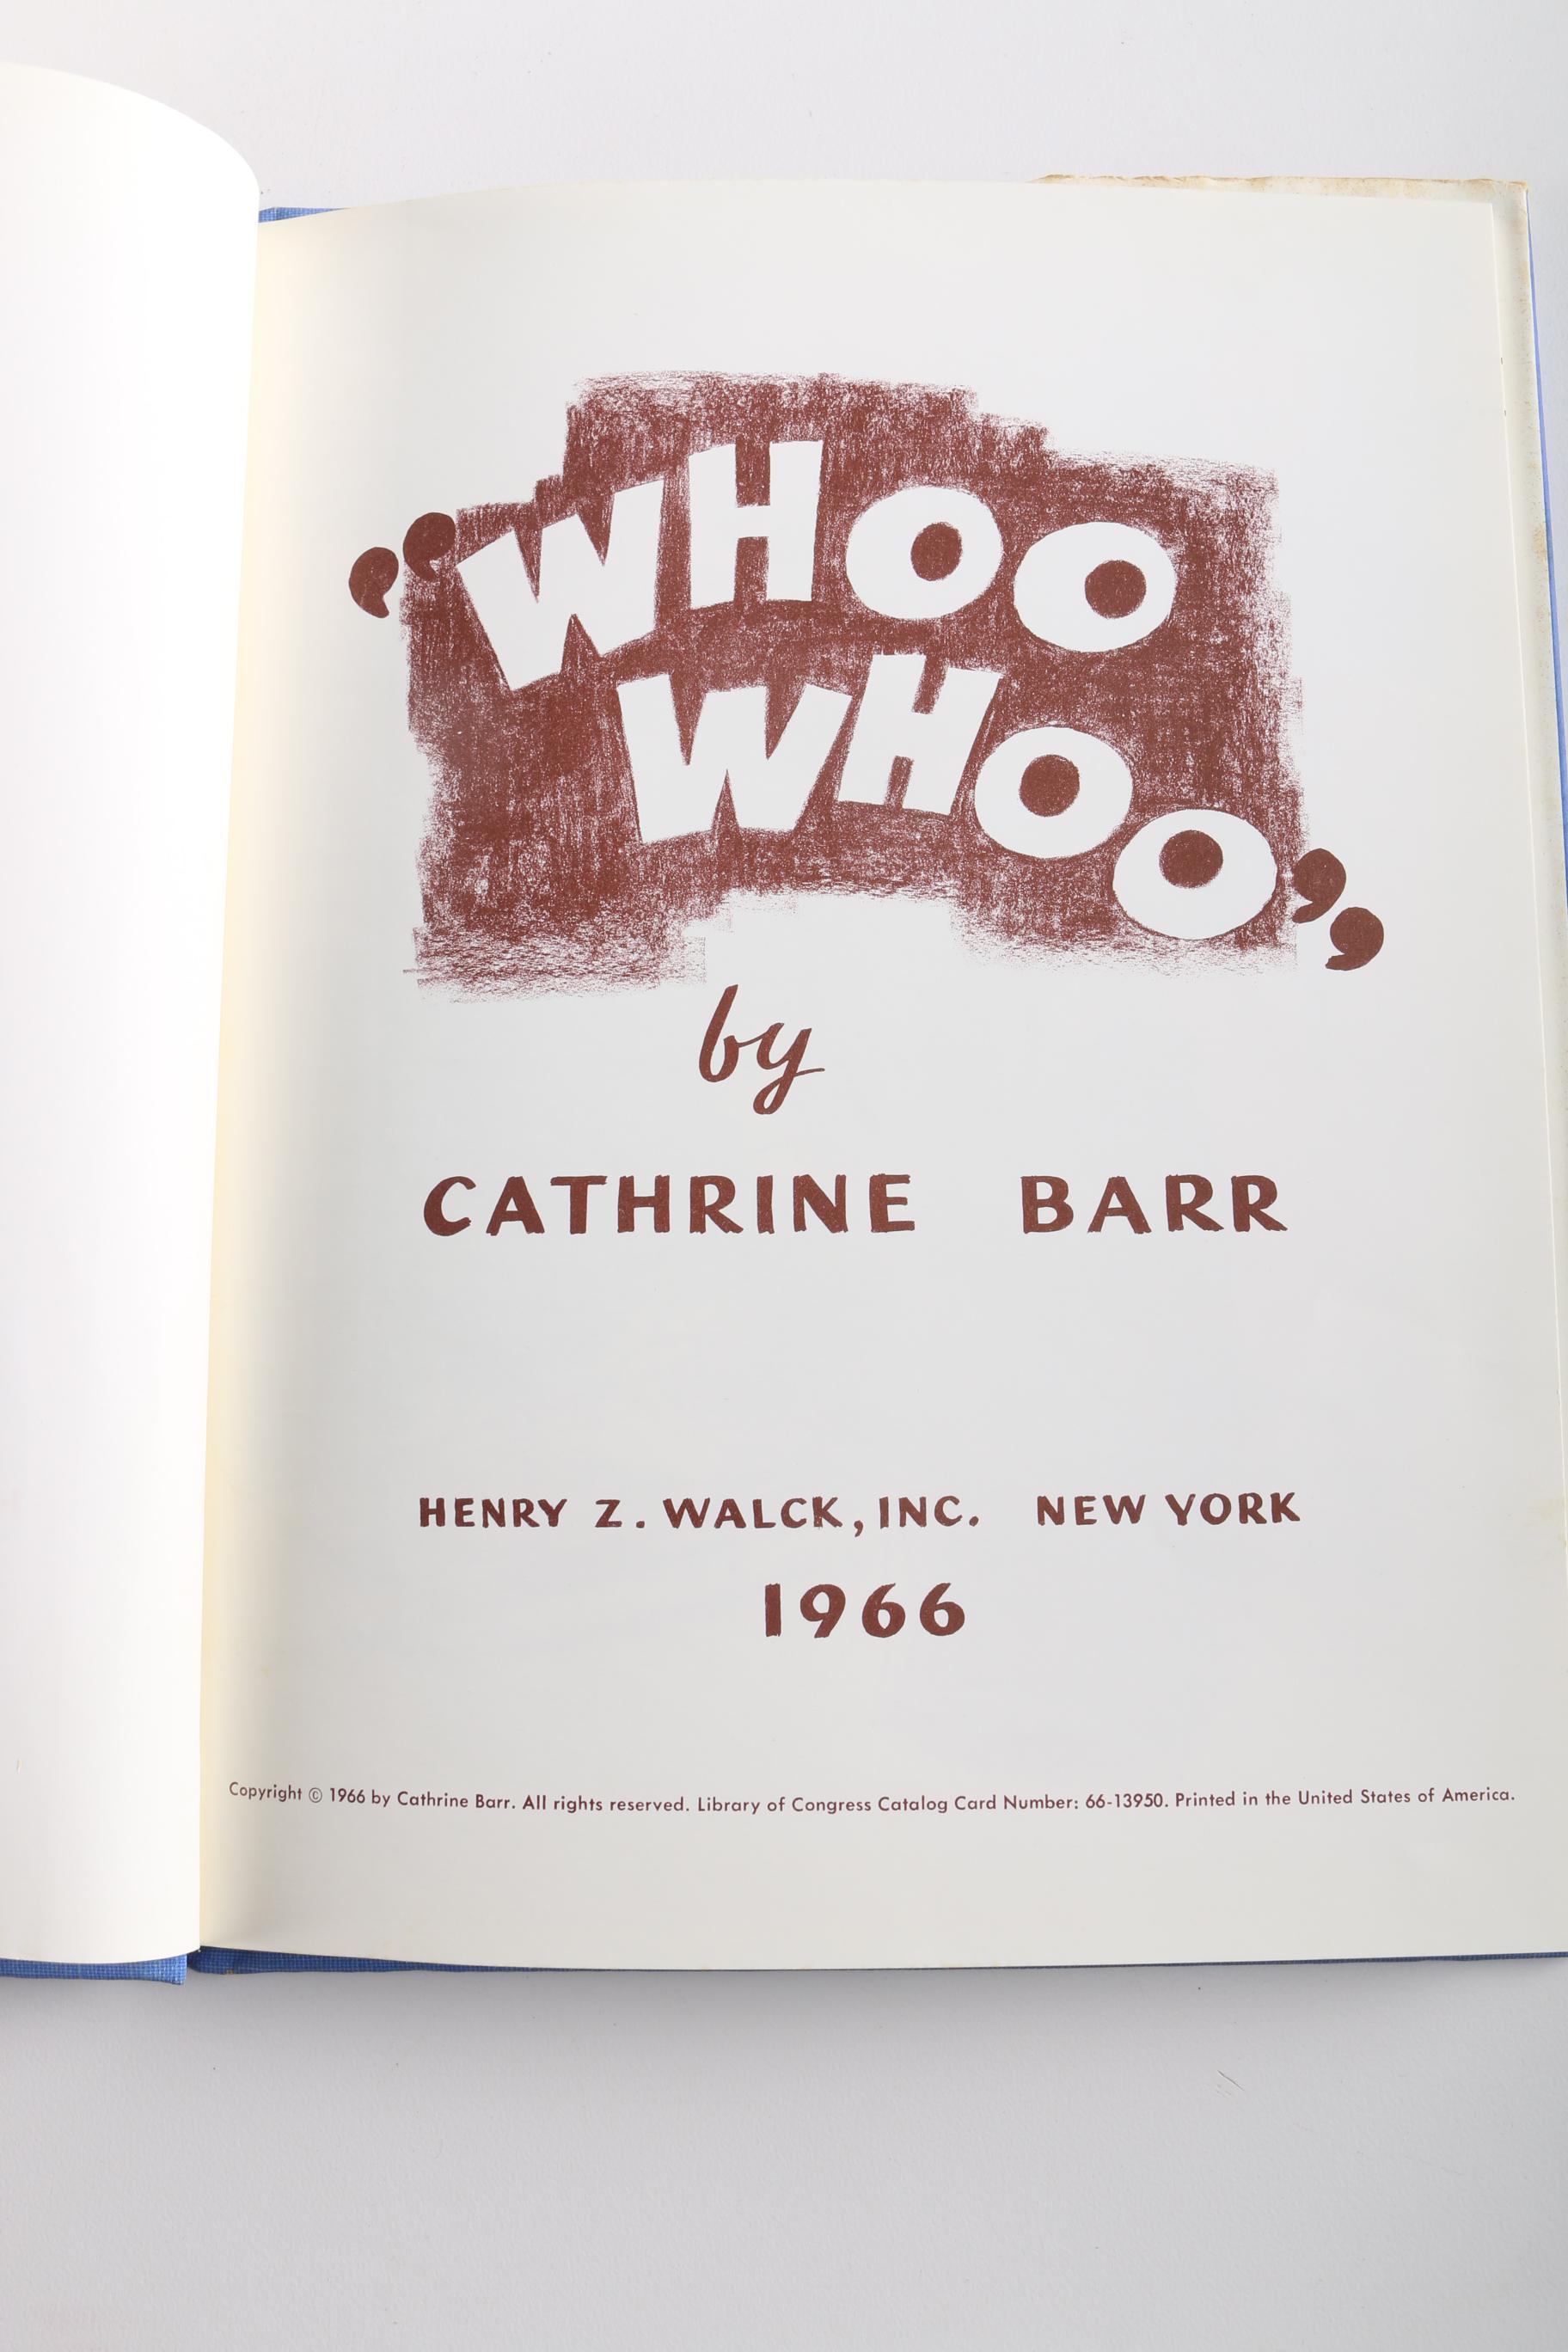 “WHOO
WHOO”
by
CATHRINE BARR
HENRY Z. WALCK, INC. NEW YORK
1966
Copyright © 1966 by Cathrine Barr. All rights reserved. Library of Congress Catalog Card Number: 66-13950. Printed in the United States of America.